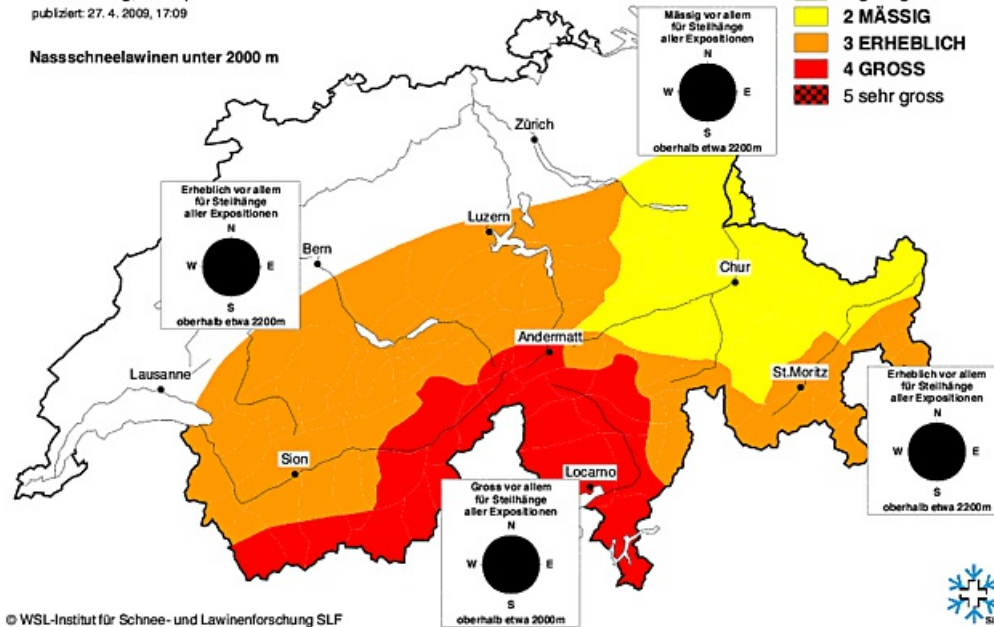 publiziert: 27. 4. 2009, 17:09
Nassschneelawinen unter 2000 m
2 MÄSSIG
3 ERHEBLICH
4 GROSS
5 sehr gross
Mässig vor allem
für Steilhänge
aller Expositionen
N
W E
S
oberhalb etwa 2200m
Zürich
Erheblich vor allem
für Steilhänge
aller Expositionen
N
W E
S
oberhalb etwa 2200m
Luzern
Bern
Chur
Andermatt
Lausanne
St.Moritz
Erheblich vor allem
für Steilhänge
aller Expositionen
N
W E
S
oberhalb etwa 2200m
Sion
Locarno
Gross vor allem
für Steilhänge
aller Expositionen
N
W E
S
oberhalb etwa 2000m
© WSL-Institut für Schnee- und Lawinenforschung SLF